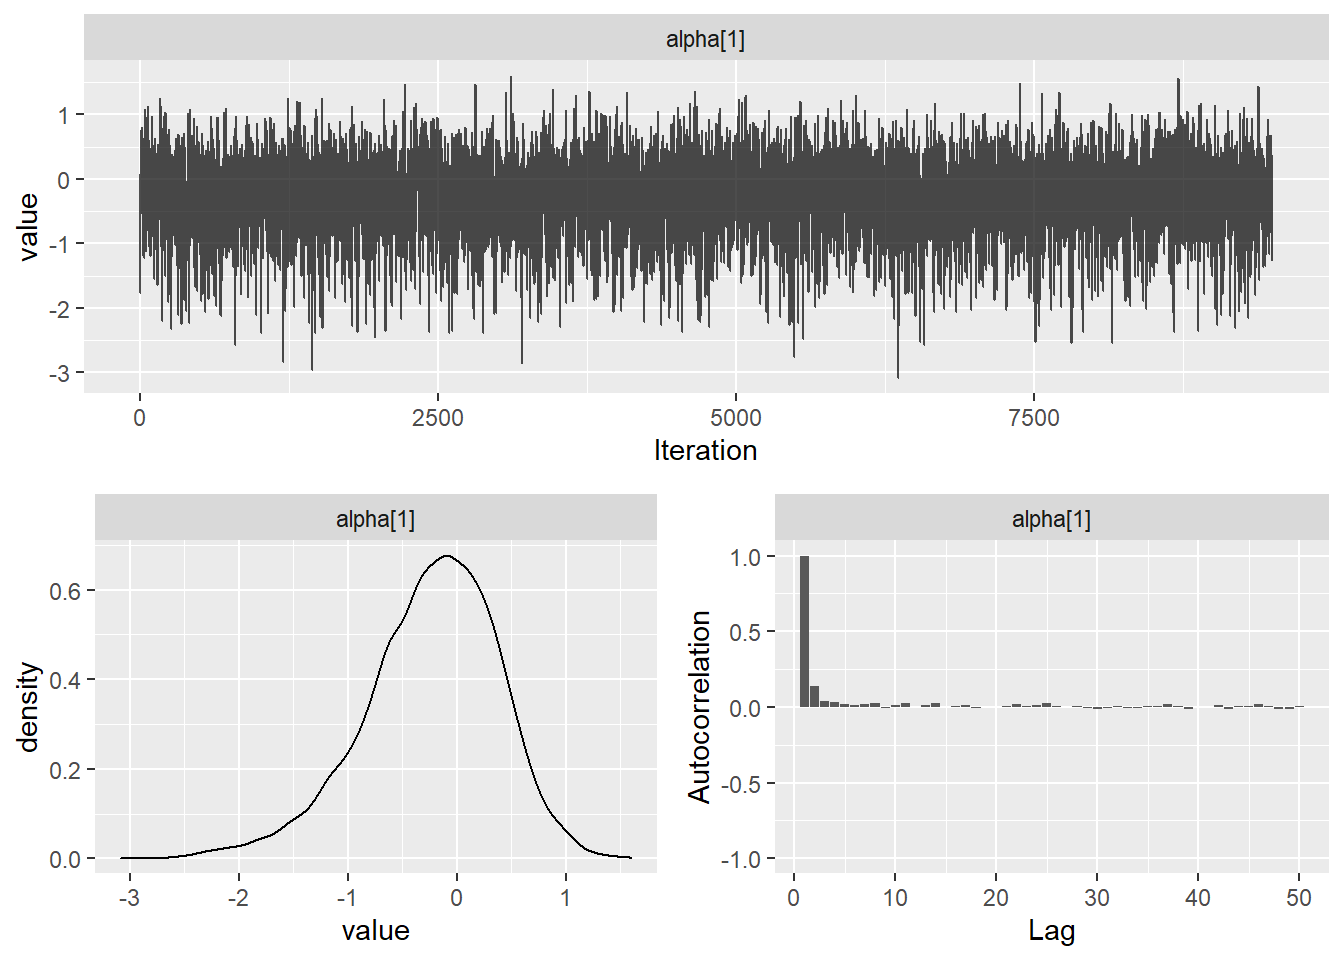 alpha[1]
value
1
0
-1
-2
-3
0 2500 5000 7500
Iteration
alpha[1]
density
0.6
0.4
0.2
0.0
-3 -2 -1 0 1
value
alpha[1]
Autocorrelation
1.0
0.5
0.0
-0.5
-1.0
0 10 20 30 40 50
Lag